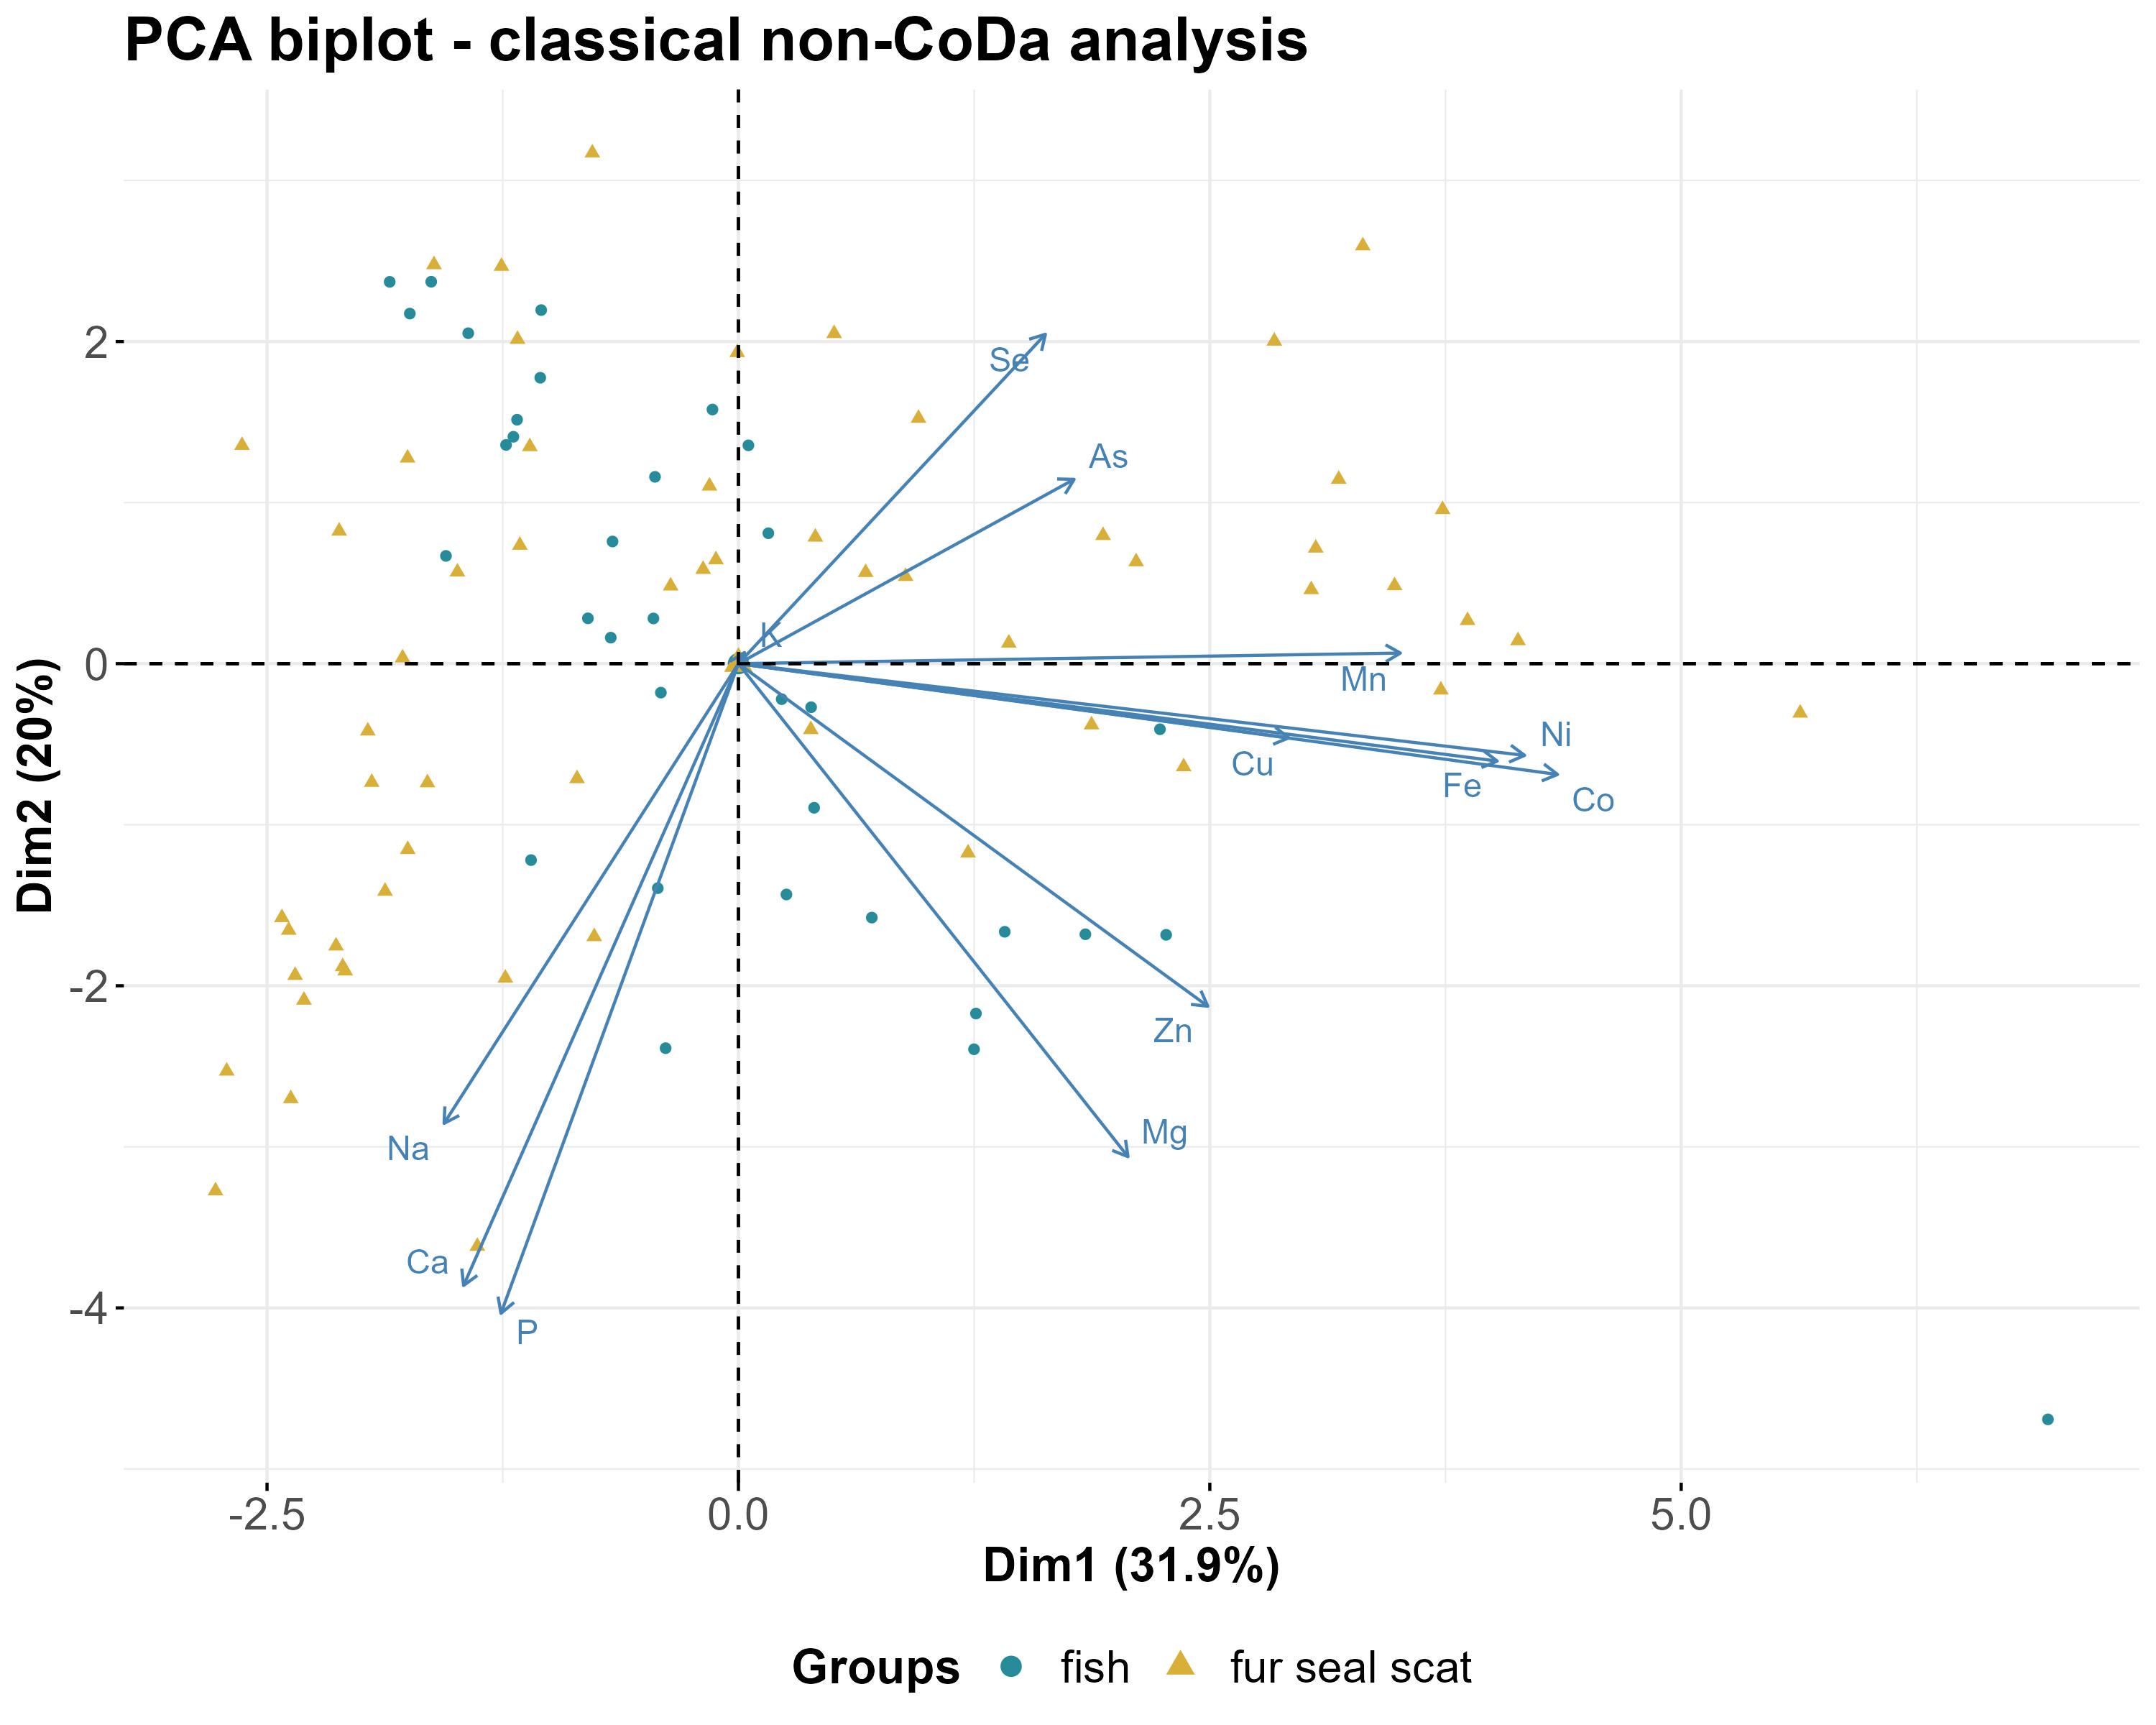 PCA biplot - classical non-CoDa analysis
Se
As
K
Mn
Ni
Cu
Fe
Co
Zn
Mg
Na
Ca
P
2
0
-2
-4
Dim2 (20%)
-2.5 0.0 2.5 5.0
Dim1 (31.9%)
Groups fish fur seal scat